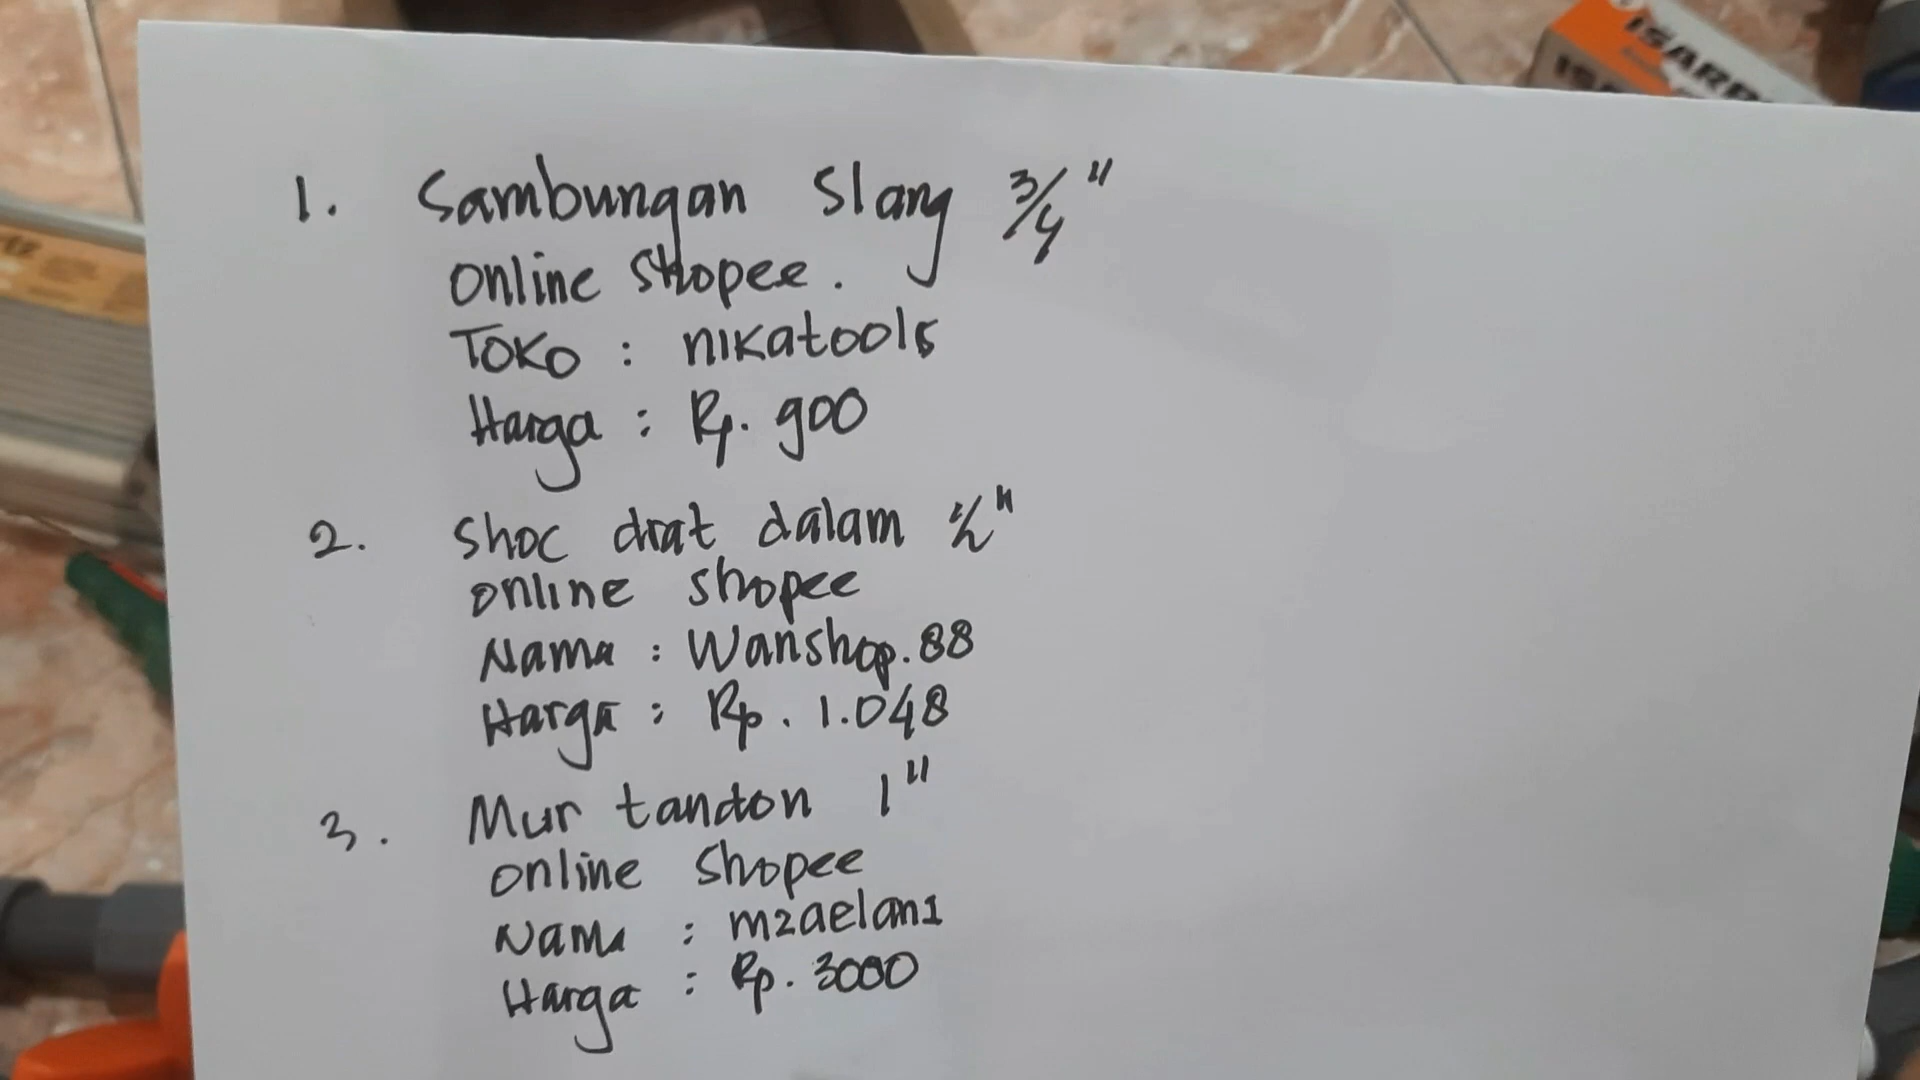 ISARP
1. Sambungan Slang 3/4"
online Shopee.
TOKO : nikatools
Harga : Rp. 900
2. Shoc drat dalam 1/2"
online shopee
Nama : Wanshop.88
Harga : Rp. 1.048
3. Mur tandon 1"
online Shopee
Nama : mzaelan1
Harga : Rp. 3000